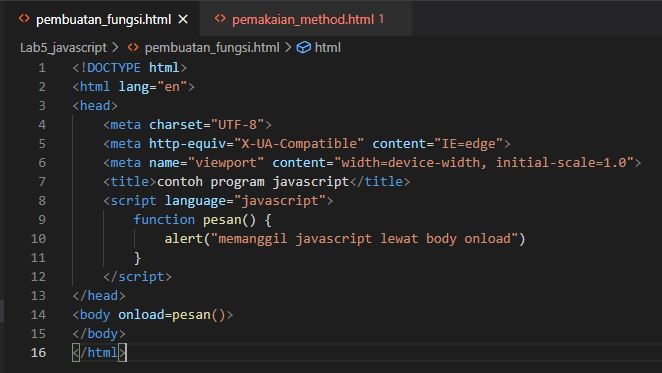 pembuatan_fungsi.html × pemakaian_method.html 1
Lab5_javascript > pembuatan_fungsi.html > html
1 <!DOCTYPE html>
2 <html lang="en">
3 <head>
4     <meta charset="UTF-8">
5     <meta http-equiv="X-UA-Compatible" content="IE=edge">
6     <meta name="viewport" content="width=device-width, initial-scale=1.0">
7     <title>contoh program javascript</title>
8     <script language="javascript">
9         function pesan() {
10             alert("memanggil javascript lewat body onload")
11         }
12     </script>
13 </head>
14 <body onload=pesan()>
15 </body>
16 </html>